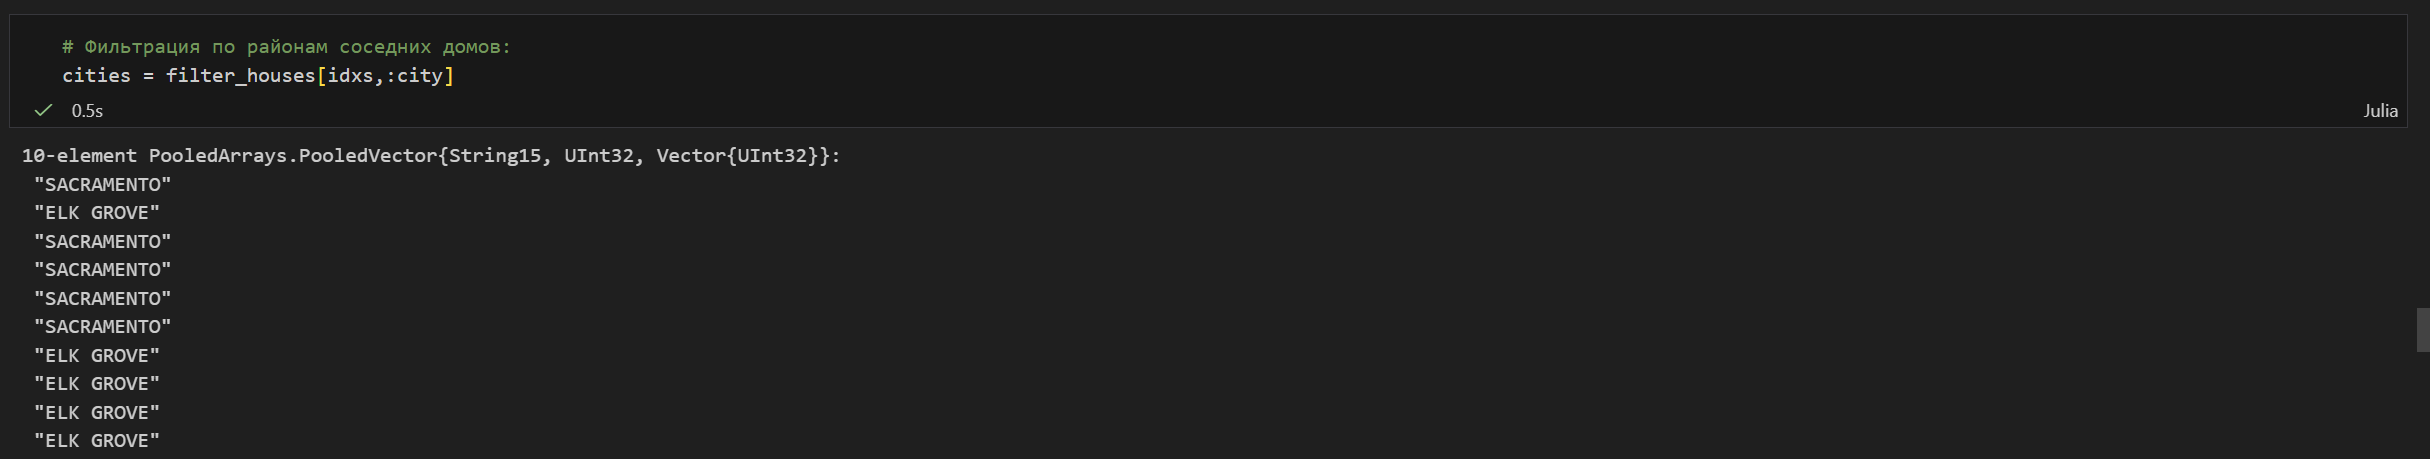 # Фильтрация по районам соседних домов:
cities = filter_houses[idxs,:city]
0.5s
Julia
10-element PooledArrays.PooledVector{String15, UInt32, Vector{UInt32}}:
"SACRAMENTO"
"ELK GROVE"
"SACRAMENTO"
"SACRAMENTO"
"SACRAMENTO"
"SACRAMENTO"
"ELK GROVE"
"ELK GROVE"
"ELK GROVE"
"ELK GROVE"